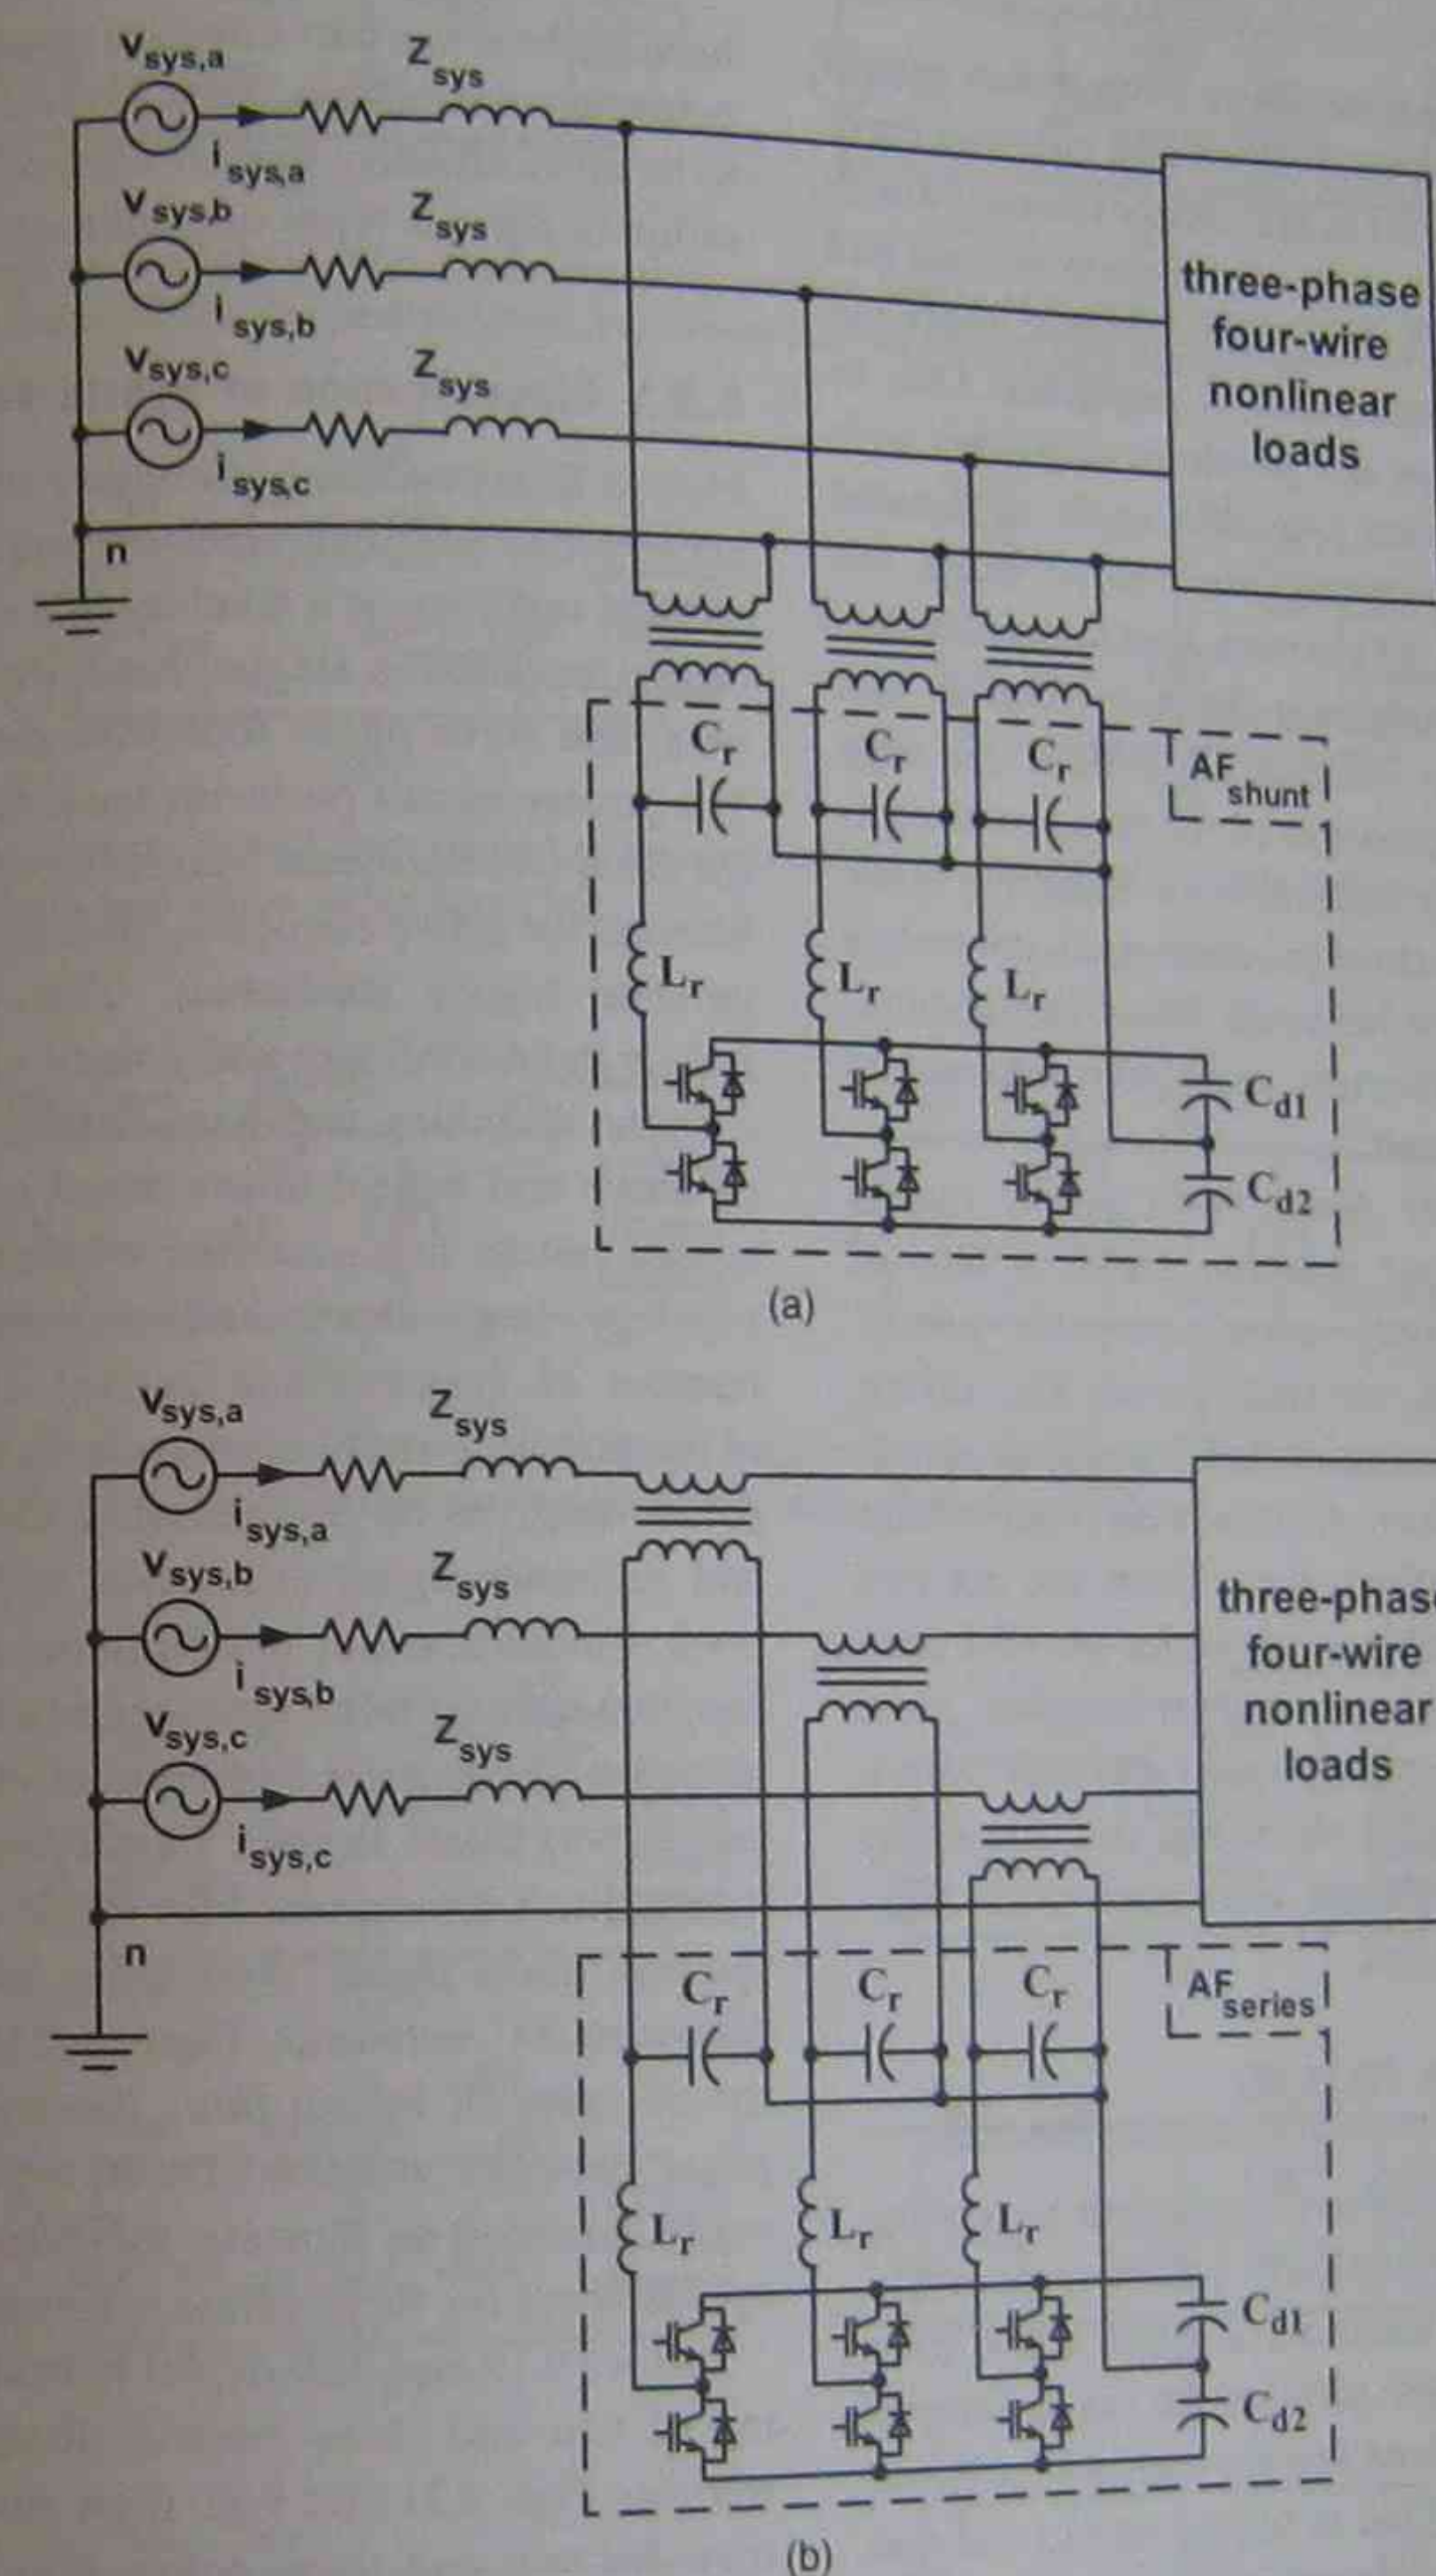 Vsys,a
Zsys
isys,a
Vsys,b
Zsys
isys,b
Vsys,c
Zsys
isys,c
n
three-phase
four-wire
nonlinear
loads
Cr
Cr
Cr
AFshunt
Lr
Lr
Lr
Cd1
Cd2
(a)
Vsys,a
Zsys
isys,a
Vsys,b
Zsys
isys,b
Vsys,c
Zsys
isys,c
n
three-phase
four-wire
nonlinear
loads
Cr
Cr
Cr
AFseries
Lr
Lr
Lr
Cd1
Cd2
(b)